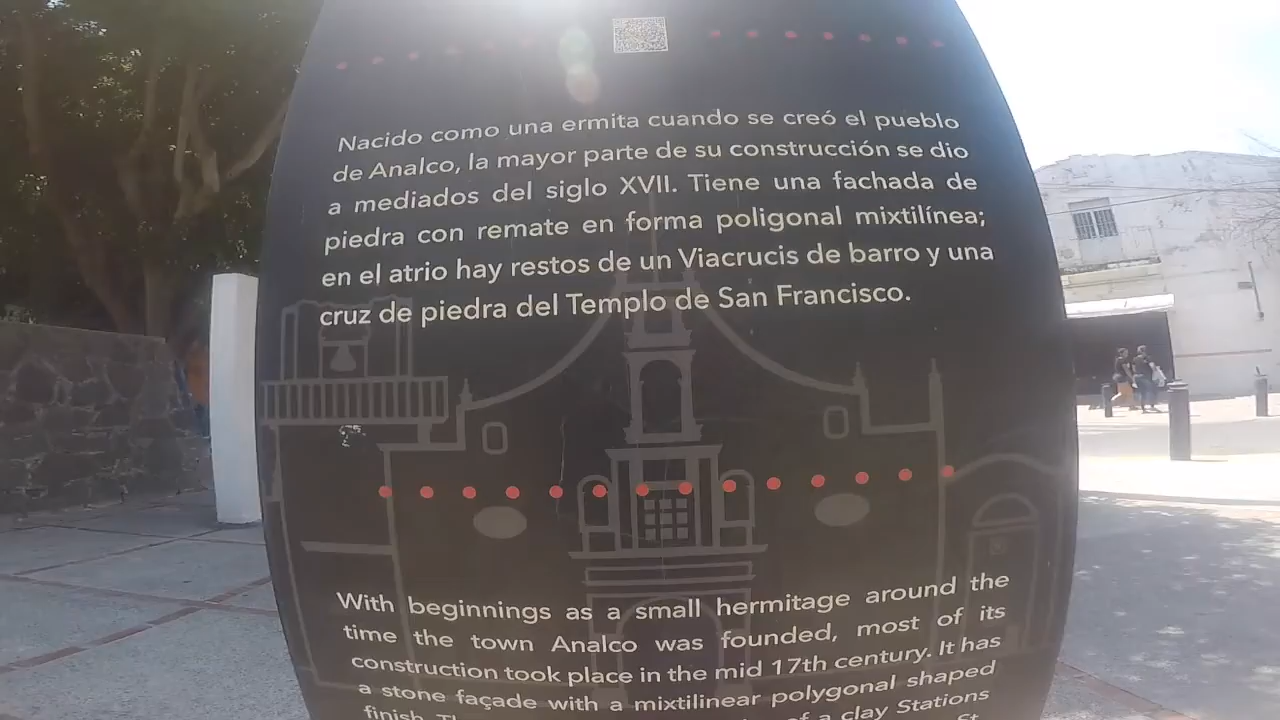 Nacido como una ermita cuando se creó el pueblo
de Analco, la mayor parte de su construcción se dio
a mediados del siglo XVII. Tiene una fachada de
piedra con remate en forma poligonal mixtilínea;
en el atrio hay restos de un Viacrucis de barro y una
cruz de piedra del Templo de San Francisco.
With beginnings as a small hermitage around the
time the town Analco was founded, most of its
construction took place in the mid 17th century. It has
a stone façade with a mixtilinear polygonal shaped
finish. of a clay Stations
St.